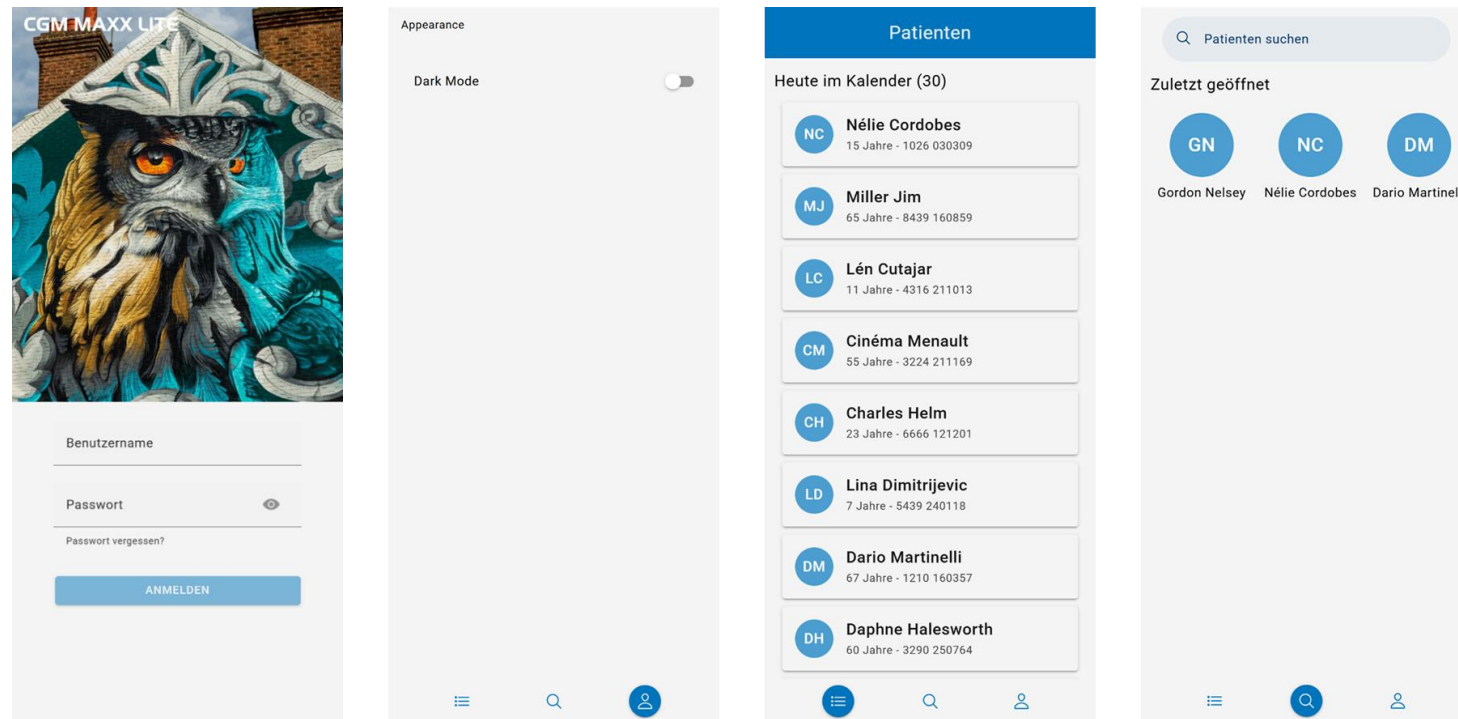 CGM MAXX LITE
Benutzername
Passwort
Passwort vergessen?
ANMELDEN
Appearance
Dark Mode
Patienten
Heute im Kalender (30)
NC
Nélie Cordobes
15 Jahre - 1026 030309
MJ
Miller Jim
65 Jahre - 8439 160859
LC
Lén Cutajar
11 Jahre - 4316 211013
CM
Cinéma Menault
55 Jahre - 3224 211169
CH
Charles Helm
23 Jahre - 6666 121201
LD
Lina Dimitrijevic
7 Jahre - 5439 240118
DM
Dario Martinelli
67 Jahre - 1210 160357
DH
Daphne Halesworth
60 Jahre - 3290 250764
Patienten suchen
Zuletzt geöffnet
GN NC DM
Gordon Nelsey Nélie Cordobes Dario Martinel